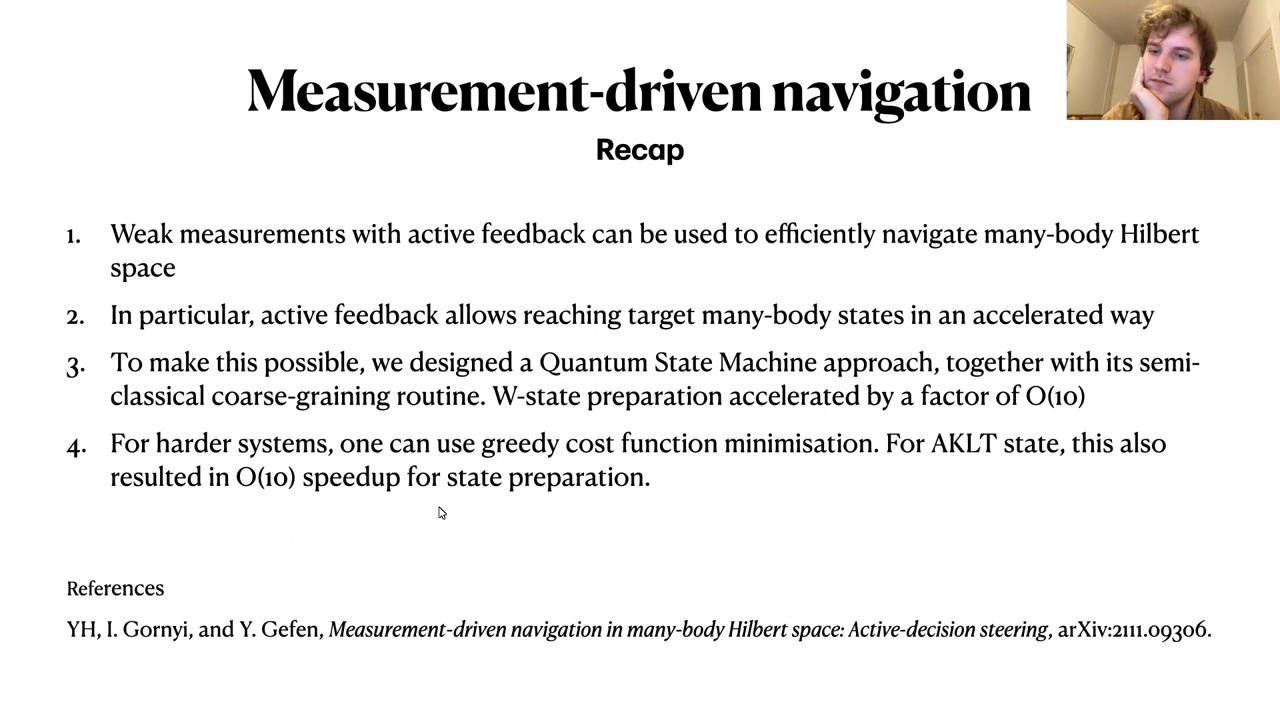 Measurement-driven navigation
Recap
1. Weak measurements with active feedback can be used to efficiently navigate many-body Hilbert
space
2. In particular, active feedback allows reaching target many-body states in an accelerated way
3. To make this possible, we designed a Quantum State Machine approach, together with its semi-
classical coarse-graining routine. W-state preparation accelerated by a factor of O(10)
4. For harder systems, one can use greedy cost function minimisation. For AKLT state, this also
resulted in O(10) speedup for state preparation.
References
YH, I. Gornyi, and Y. Gefen, Measurement-driven navigation in many-body Hilbert space: Active-decision steering, arXiv:2111.09306.